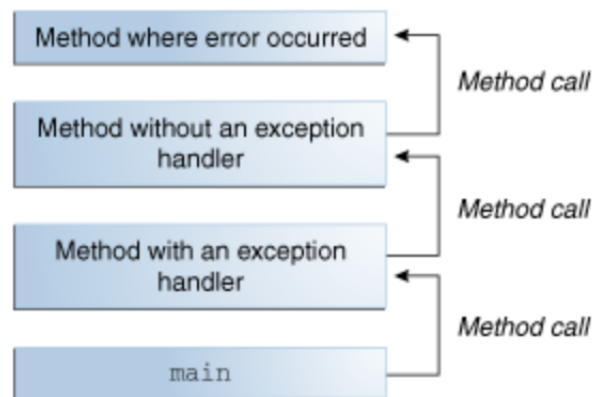 Method where error occurred
Method call
Method without an exception
handler
Method call
Method with an exception
handler
Method call
main